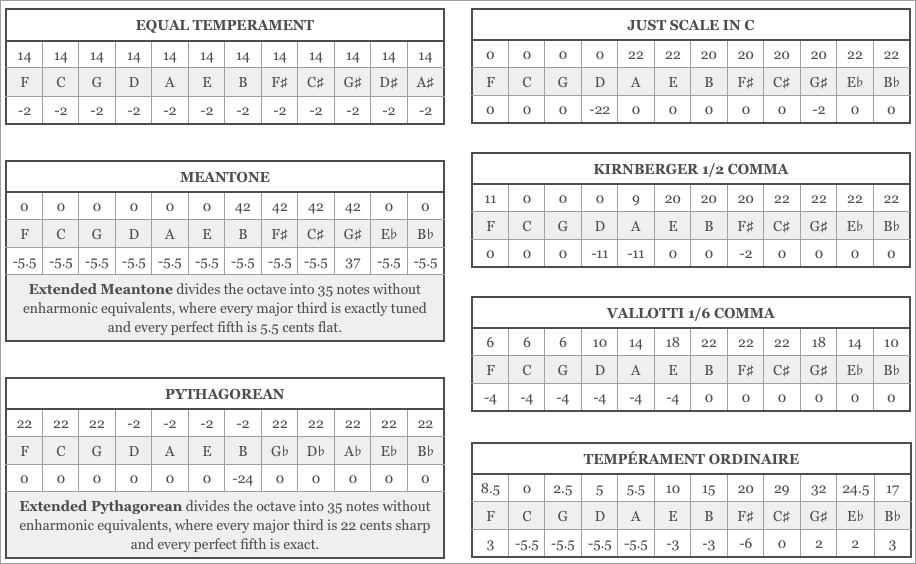 EQUAL TEMPERAMENT
14 14 14 14 14 14 14 14 14 14 14 14
F C G D A E B F♯ C♯ G♯ D♯ A♯
-2 -2 -2 -2 -2 -2 -2 -2 -2 -2 -2 -2
MEANTONE
0 0 0 0 0 0 42 42 42 42 0 0
F C G D A E B F♯ C♯ G♯ E♭ B♭
-5.5 -5.5 -5.5 -5.5 -5.5 -5.5 -5.5 -5.5 -5.5 37 -5.5 -5.5
Extended Meantone divides the octave into 35 notes without
enharmonic equivalents, where every major third is exactly tuned
and every perfect fifth is 5.5 cents flat.
PYTHAGOREAN
22 22 22 -2 -2 -2 -2 22 22 22 22 22
F C G D A E B G♭ D♭ A♭ E♭ B♭
0 0 0 0 0 0 -24 0 0 0 0 0
Extended Pythagorean divides the octave into 35 notes without
enharmonic equivalents, where every major third is 22 cents sharp
and every perfect fifth is exact.
JUST SCALE IN C
0 0 0 0 22 22 20 20 20 20 22 22
F C G D A E B F♯ C♯ G♯ E♭ B♭
0 0 0 -22 0 0 0 0 0 -2 0 0
KIRNBERGER 1/2 COMMA
11 0 0 0 9 20 20 20 22 22 22 22
F C G D A E B F♯ C♯ G♯ E♭ B♭
0 0 0 -11 -11 0 0 -2 0 0 0 0
VALLOTTI 1/6 COMMA
6 6 6 10 14 18 22 22 22 18 14 10
F C G D A E B F♯ C♯ G♯ E♭ B♭
-4 -4 -4 -4 -4 -4 0 0 0 0 0 0
TEMPÉRAMENT ORDINAIRE
8.5 0 2.5 5 5.5 10 15 20 29 32 24.5 17
F C G D A E B F♯ C♯ G♯ E♭ B♭
3 -5.5 -5.5 -5.5 -5.5 -3 -3 -6 0 2 2 3